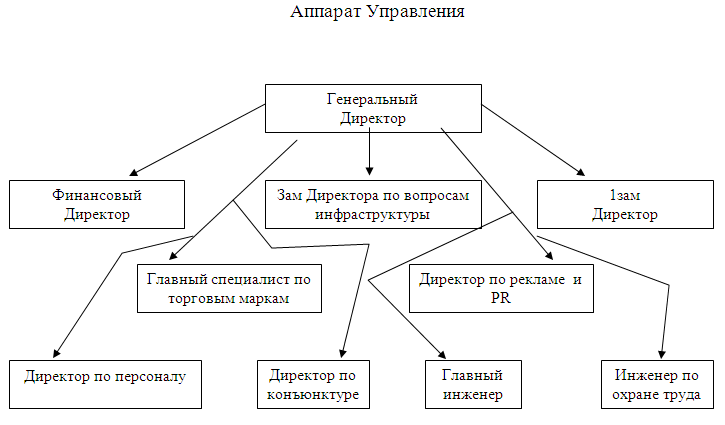 Аппарат Управления
Генеральный
Директор
Финансовый
Директор
Зам Директора по вопросам
инфраструктуры
1зам
Директор
Главный специалист по
торговым маркам
Директор по рекламе и
PR
Директор по персоналу
Директор по
конъюнктуре
Главный
инженер
Инженер по
охране труда